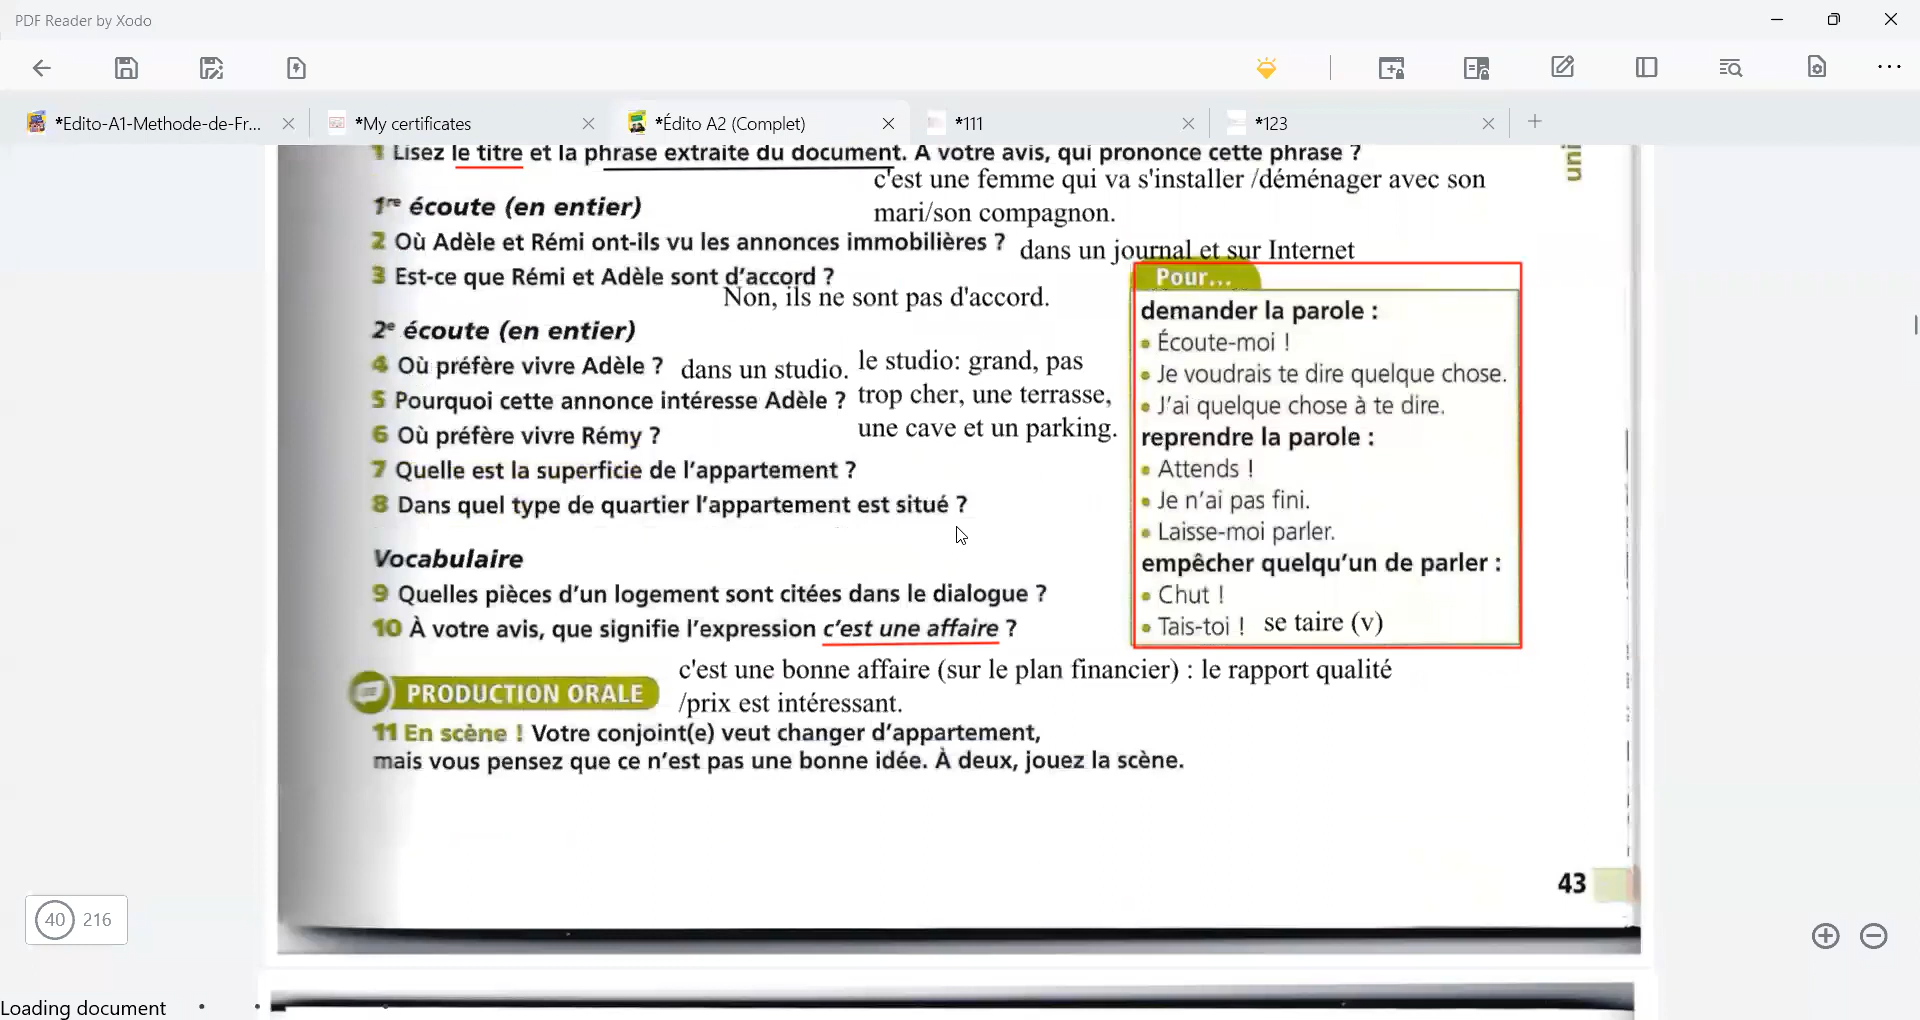 PDF Reader by Xodo
*Edito-A1-Methode-de-Fr...
*My certificates
*Édito A2 (Complet)
*111
*123
1 Lisez le titre et la phrase extraite du document. À votre avis, qui prononce cette phrase ?
c'est une femme qui va s'installer /déménager avec son
mari/son compagnon.
1re écoute (en entier)
2 Où Adèle et Rémi ont-ils vu les annonces immobilières ?
dans un journal et sur Internet
3 Est-ce que Rémi et Adèle sont d'accord ?
Non, ils ne sont pas d'accord.
2e écoute (en entier)
4 Où préfère vivre Adèle ? dans un studio.
5 Pourquoi cette annonce intéresse Adèle ?
le studio: grand, pas
trop cher, une terrasse,
une cave et un parking.
6 Où préfère vivre Rémy ?
7 Quelle est la superficie de l'appartement ?
8 Dans quel type de quartier l'appartement est situé ?
Vocabulaire
9 Quelles pièces d'un logement sont citées dans le dialogue ?
10 À votre avis, que signifie l'expression c'est une affaire ?
c'est une bonne affaire (sur le plan financier) : le rapport qualité
/prix est intéressant.
PRODUCTION ORALE
11 En scène ! Votre conjoint(e) veut changer d'appartement,
mais vous pensez que ce n'est pas une bonne idée. À deux, jouez la scène.
Pour...
demander la parole :
• Écoute-moi !
• Je voudrais te dire quelque chose.
• J'ai quelque chose à te dire.
reprendre la parole :
• Attends !
• Je n'ai pas fini.
• Laisse-moi parler.
empêcher quelqu'un de parler :
• Chut !
• Tais-toi ! se taire (v)
uni
43
40 216
Loading document